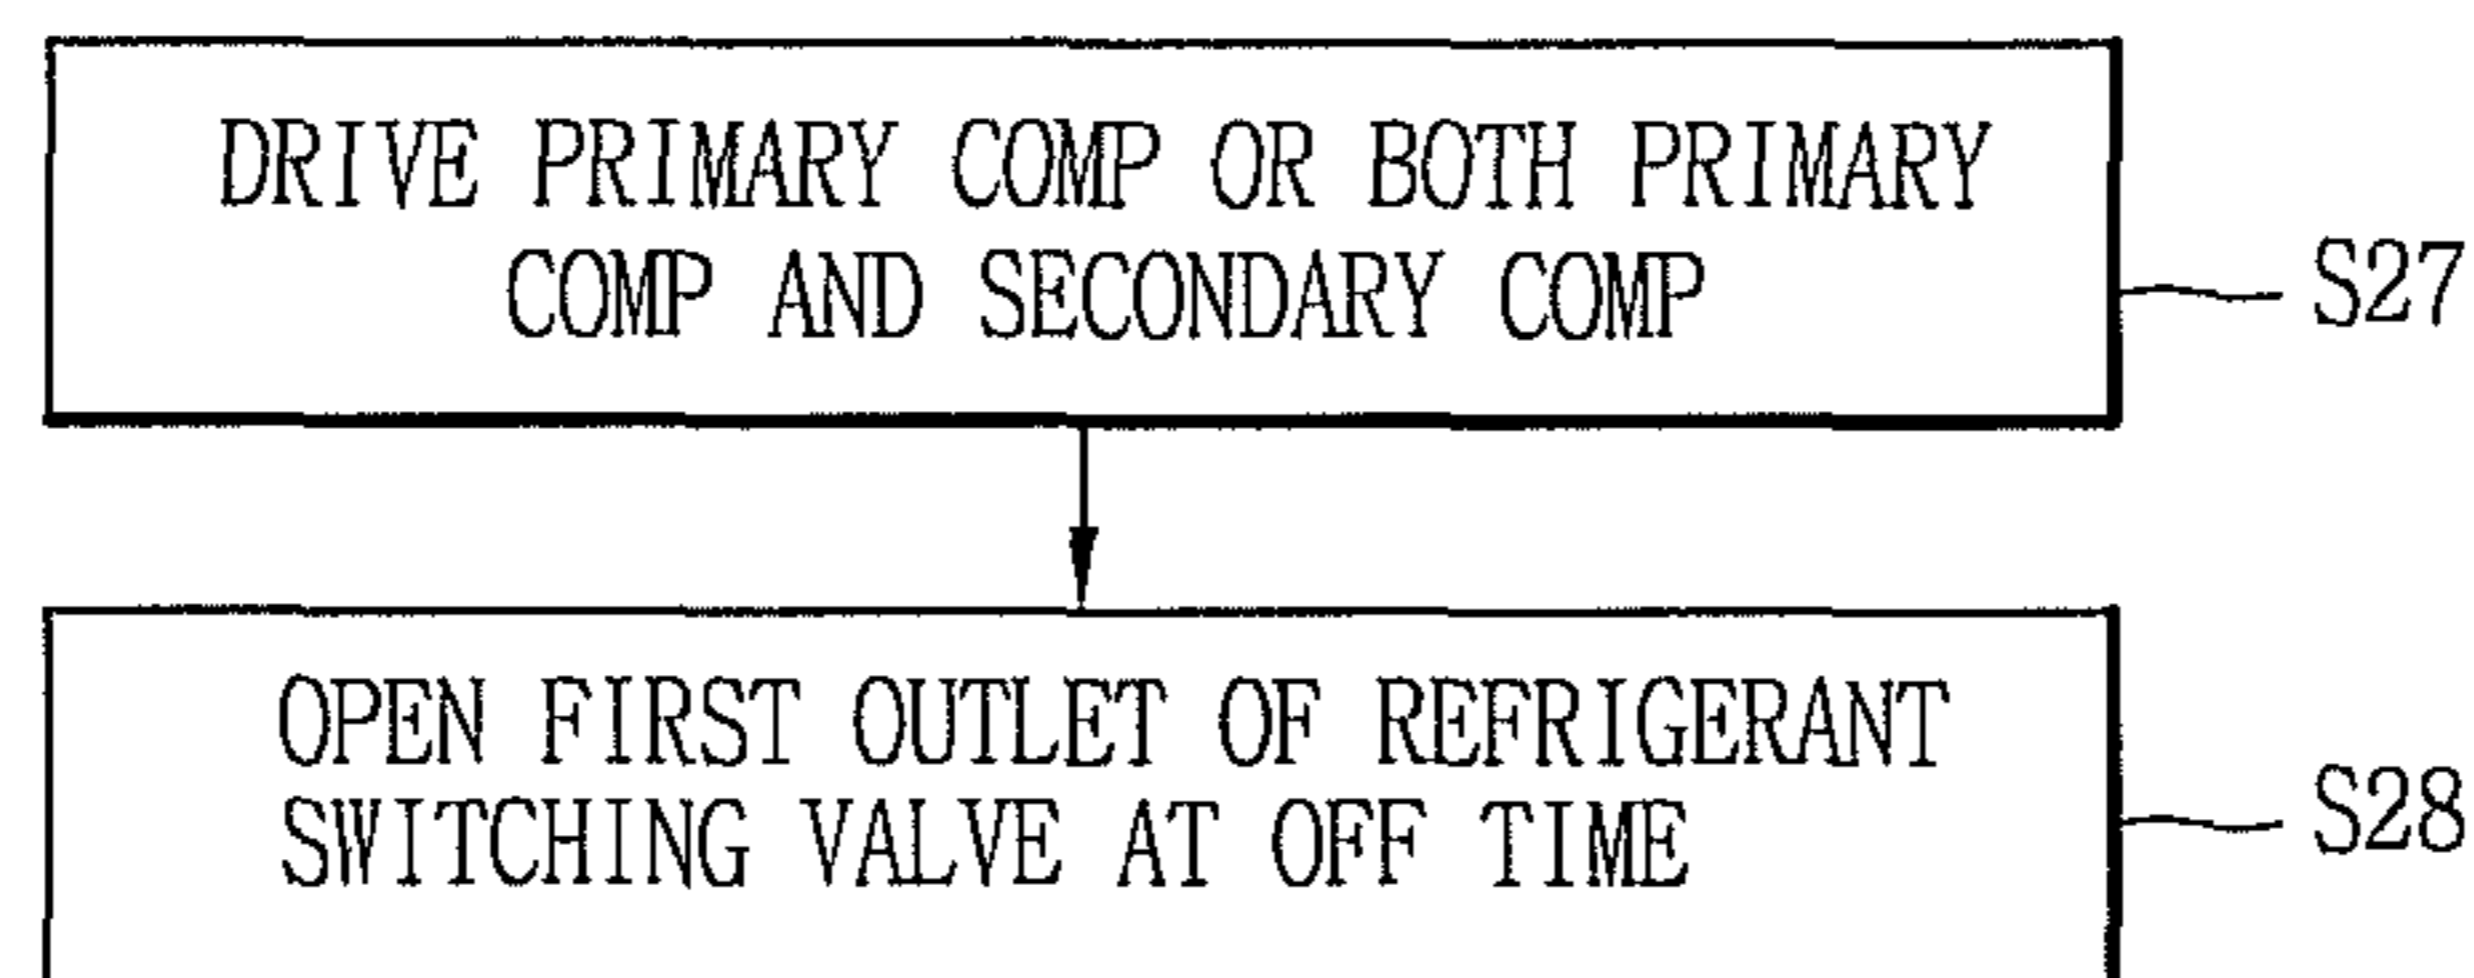 DRIVE PRIMARY COMP OR BOTH PRIMARY
COMP AND SECONDARY COMP
S27
OPEN FIRST OUTLET OF REFRIGERANT
SWITCHING VALVE AT OFF TIME
S28